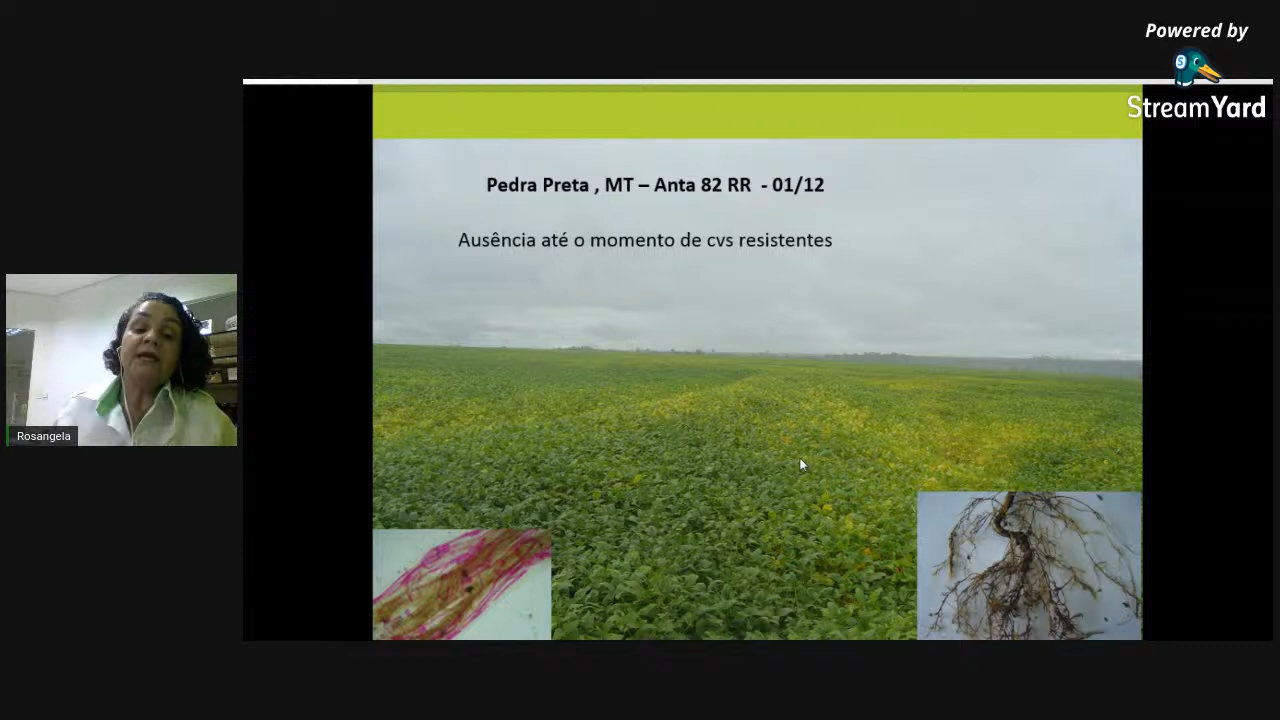 Powered by
StreamYard
Pedra Preta , MT – Anta 82 RR - 01/12
Ausência até o momento de cvs resistentes
Rosangela